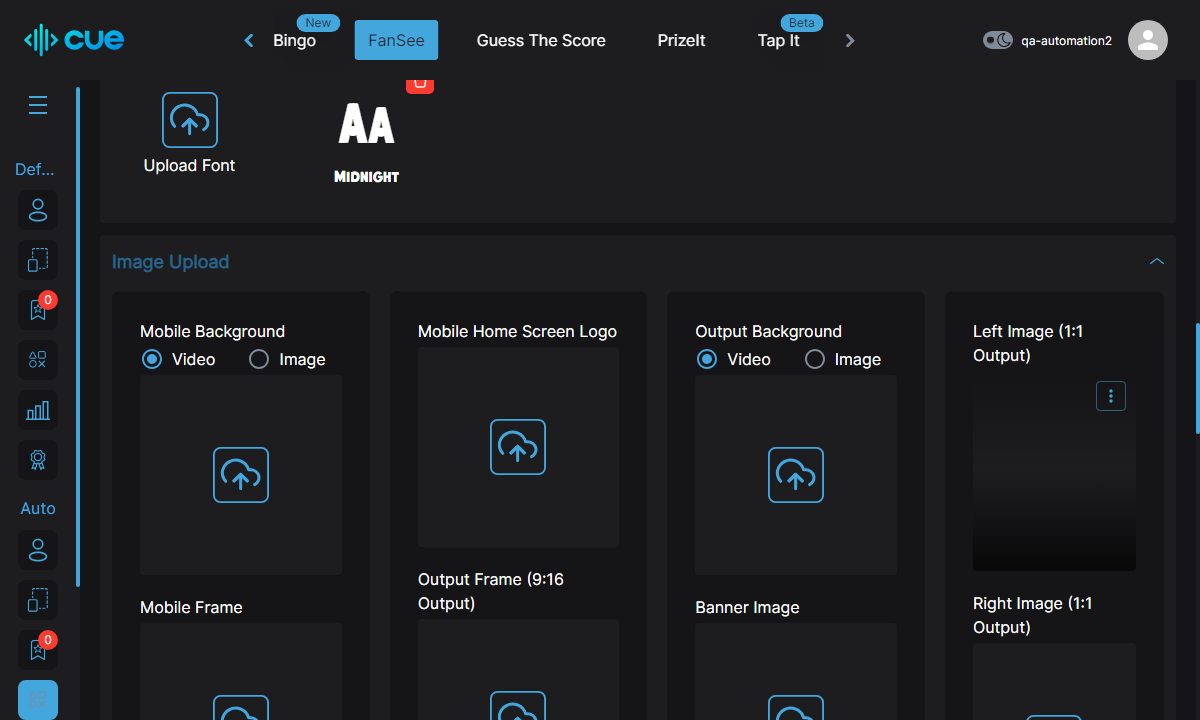 cue
Bingo
New
FanSee
Guess The Score
PrizeIt
Tap It
Beta
qa-automation2
Def...
0
Auto
0
Upload Font
AA
MIDNIGHT
Image Upload
Mobile Background
Video
Image
Mobile Frame
Mobile Home Screen Logo
Output Frame (9:16
Output)
Output Background
Video
Image
Banner Image
Left Image (1:1
Output)
Right Image (1:1
Output)